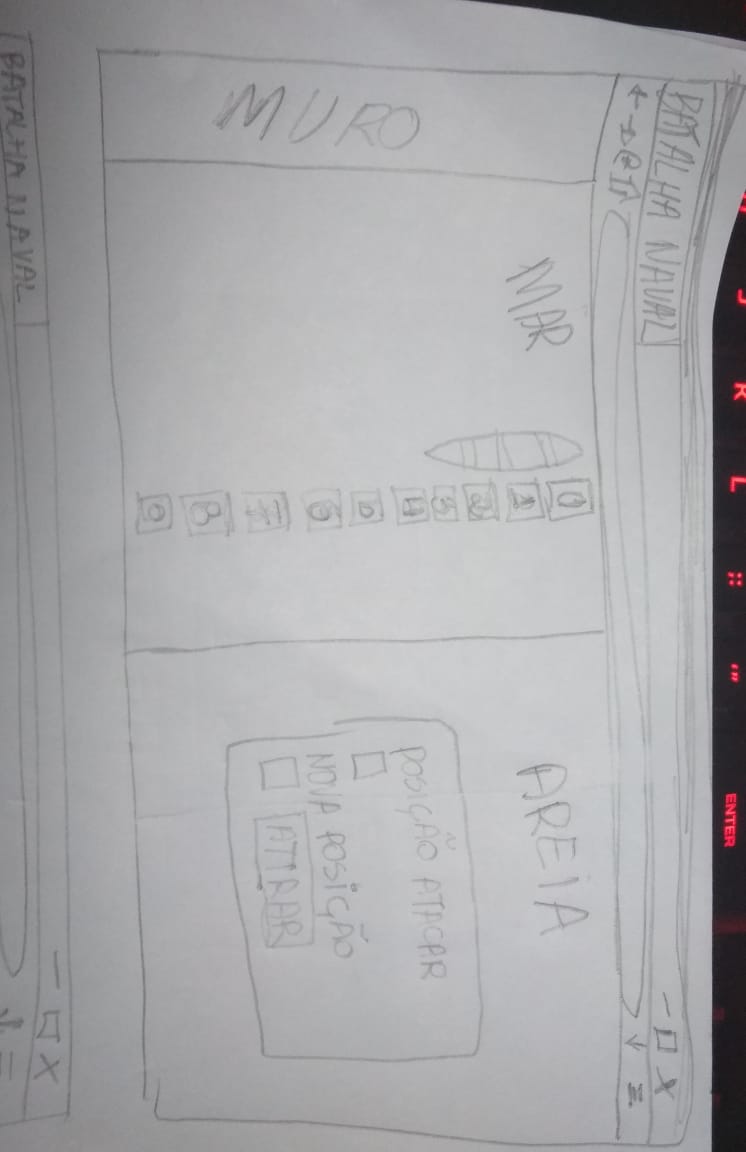 J K L ENTER
BATALHA NAVAL
MURO
MAR
AREIA
0
1
2
3
4
5
6
7
8
9
POSIÇÃO ATACAR
NOVA POSIÇÃO
ATIRAR
BATALHA NAVAL